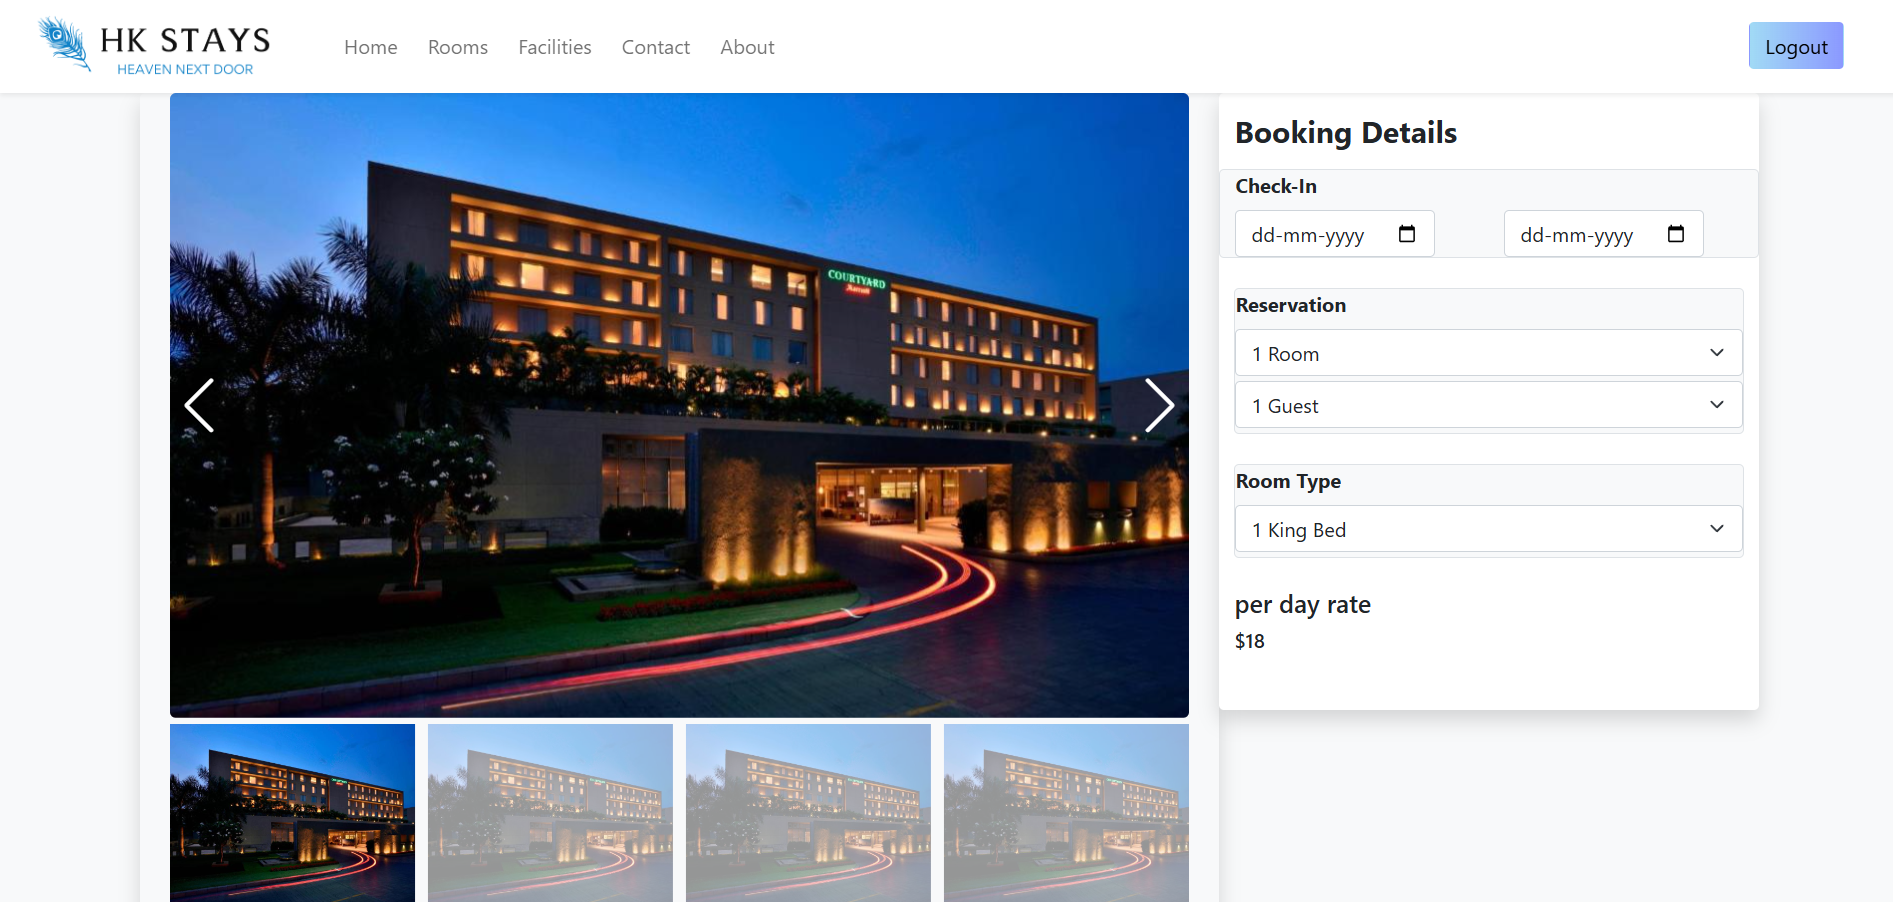 HK STAYS
HEAVEN NEXT DOOR
Home Rooms Facilities Contact About
Logout
COURTYARD
Marriott
Booking Details
Check-In
dd-mm-yyyy dd-mm-yyyy
Reservation
1 Room
1 Guest
Room Type
1 King Bed
per day rate
$18